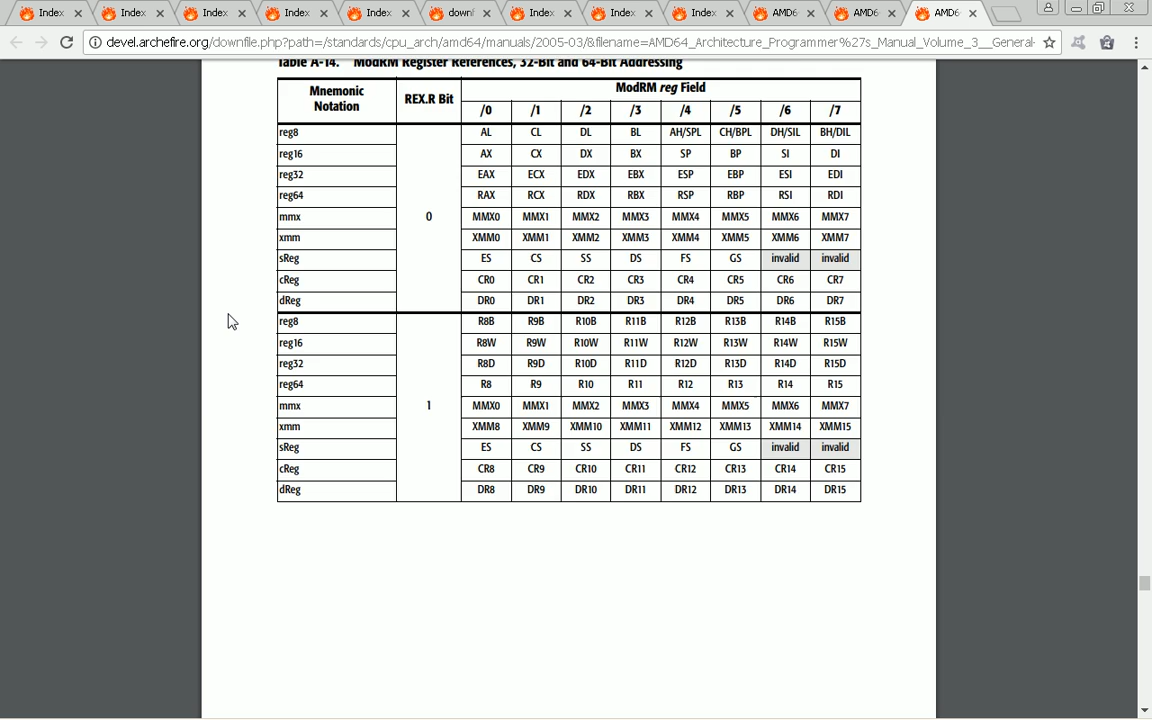 Index
Index
Index
Index
Index
downf
Index
Index
Index
AMD6
AMD6
AMD6
devel.archefire.org/downfile.php?path=/standards/cpu_arch/amd64/manuals/2005-03/&filename=AMD64_Architecture_Programmer%27s_Manual_Volume_3__General-
Table A-14. ModRM Register References, 32-Bit and 64-Bit Addressing
Mnemonic Notation REX.R Bit ModRM reg Field
/0 /1 /2 /3 /4 /5 /6 /7
reg8 0 AL CL DL BL AH/SPL CH/BPL DH/SIL BH/DIL
reg16 AX CX DX BX SP BP SI DI
reg32 EAX ECX EDX EBX ESP EBP ESI EDI
reg64 RAX RCX RDX RBX RSP RBP RSI RDI
mmx MMX0 MMX1 MMX2 MMX3 MMX4 MMX5 MMX6 MMX7
xmm XMM0 XMM1 XMM2 XMM3 XMM4 XMM5 XMM6 XMM7
sReg ES CS SS DS FS GS invalid invalid
cReg CR0 CR1 CR2 CR3 CR4 CR5 CR6 CR7
dReg DR0 DR1 DR2 DR3 DR4 DR5 DR6 DR7
reg8 1 R8B R9B R10B R11B R12B R13B R14B R15B
reg16 R8W R9W R10W R11W R12W R13W R14W R15W
reg32 R8D R9D R10D R11D R12D R13D R14D R15D
reg64 R8 R9 R10 R11 R12 R13 R14 R15
mmx MMX0 MMX1 MMX2 MMX3 MMX4 MMX5 MMX6 MMX7
xmm XMM8 XMM9 XMM10 XMM11 XMM12 XMM13 XMM14 XMM15
sReg ES CS SS DS FS GS invalid invalid
cReg CR8 CR9 CR10 CR11 CR12 CR13 CR14 CR15
dReg DR8 DR9 DR10 DR11 DR12 DR13 DR14 DR15